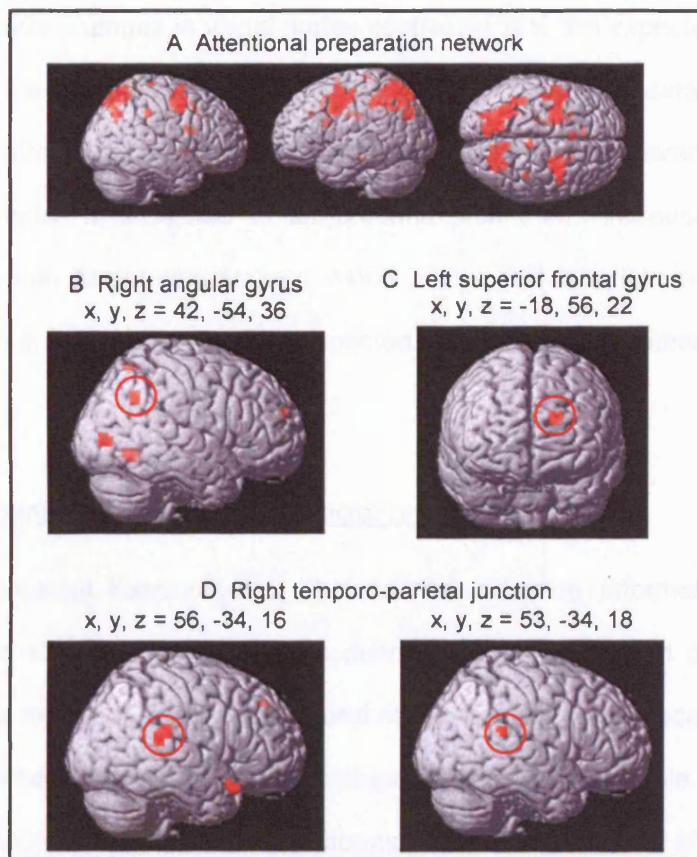 A Attentional preparation network
B Right angular gyrus
x, y, z = 42, -54, 36
C Left superior frontal gyrus
x, y, z = -18, 56, 22
Right temporo-parietal junction
x, y, z = 56, -34, 16
x, y, z = 53, -34, 18